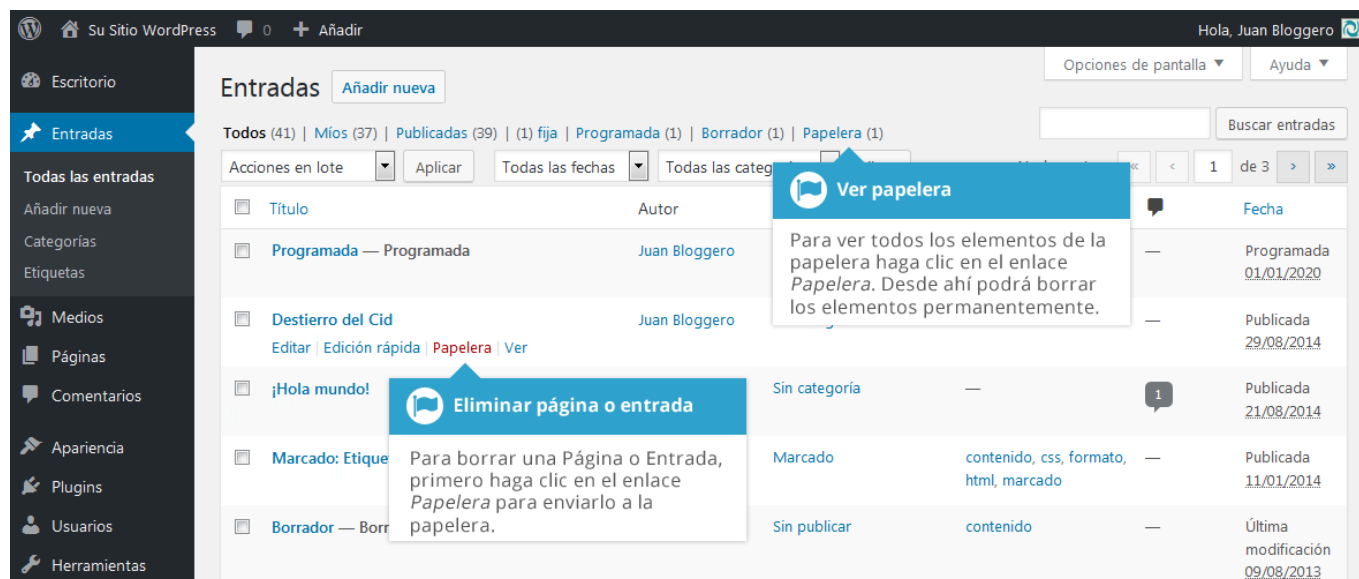 Su Sitio WordPress 0 + Añadir Hola, Juan Bloggero
Escritorio
Entradas
Todas las entradas
Añadir nueva
Categorías
Etiquetas
Medios
Páginas
Comentarios
Apariencia
Plugins
Usuarios
Herramientas
Opciones de pantalla ▼ Ayuda ▼
Entradas Añadir nueva
Todos (41) | Míos (37) | Publicadas (39) | (1) fija | Programada (1) | Borrador (1) | Papelera (1)
Buscar entradas
Acciones en lote Aplicar Todas las fechas Todas las « ‹ 1 de 3 › »
Título Autor Fecha
Programada — Programada Juan Bloggero — Programada
01/01/2020
Destierro del Cid Juan Bloggero — Publicada
29/08/2014
Editar | Edición rápida | Papelera | Ver
¡Hola mundo! Sin categoría — 1 Publicada
21/08/2014
Marcado: Marcado contenido, css, formato, — Publicada
html, marcado 11/01/2014
Borrador — Sin publicar contenido — Última
modificación
09/08/2013
Ver papelera
Para ver todos los elementos de la
papelera haga clic en el enlace
Papelera. Desde ahí podrá borrar
los elementos permanentemente.
Eliminar página o entrada
Para borrar una Página o Entrada,
primero haga clic en el enlace
Papelera para enviarlo a la
papelera.